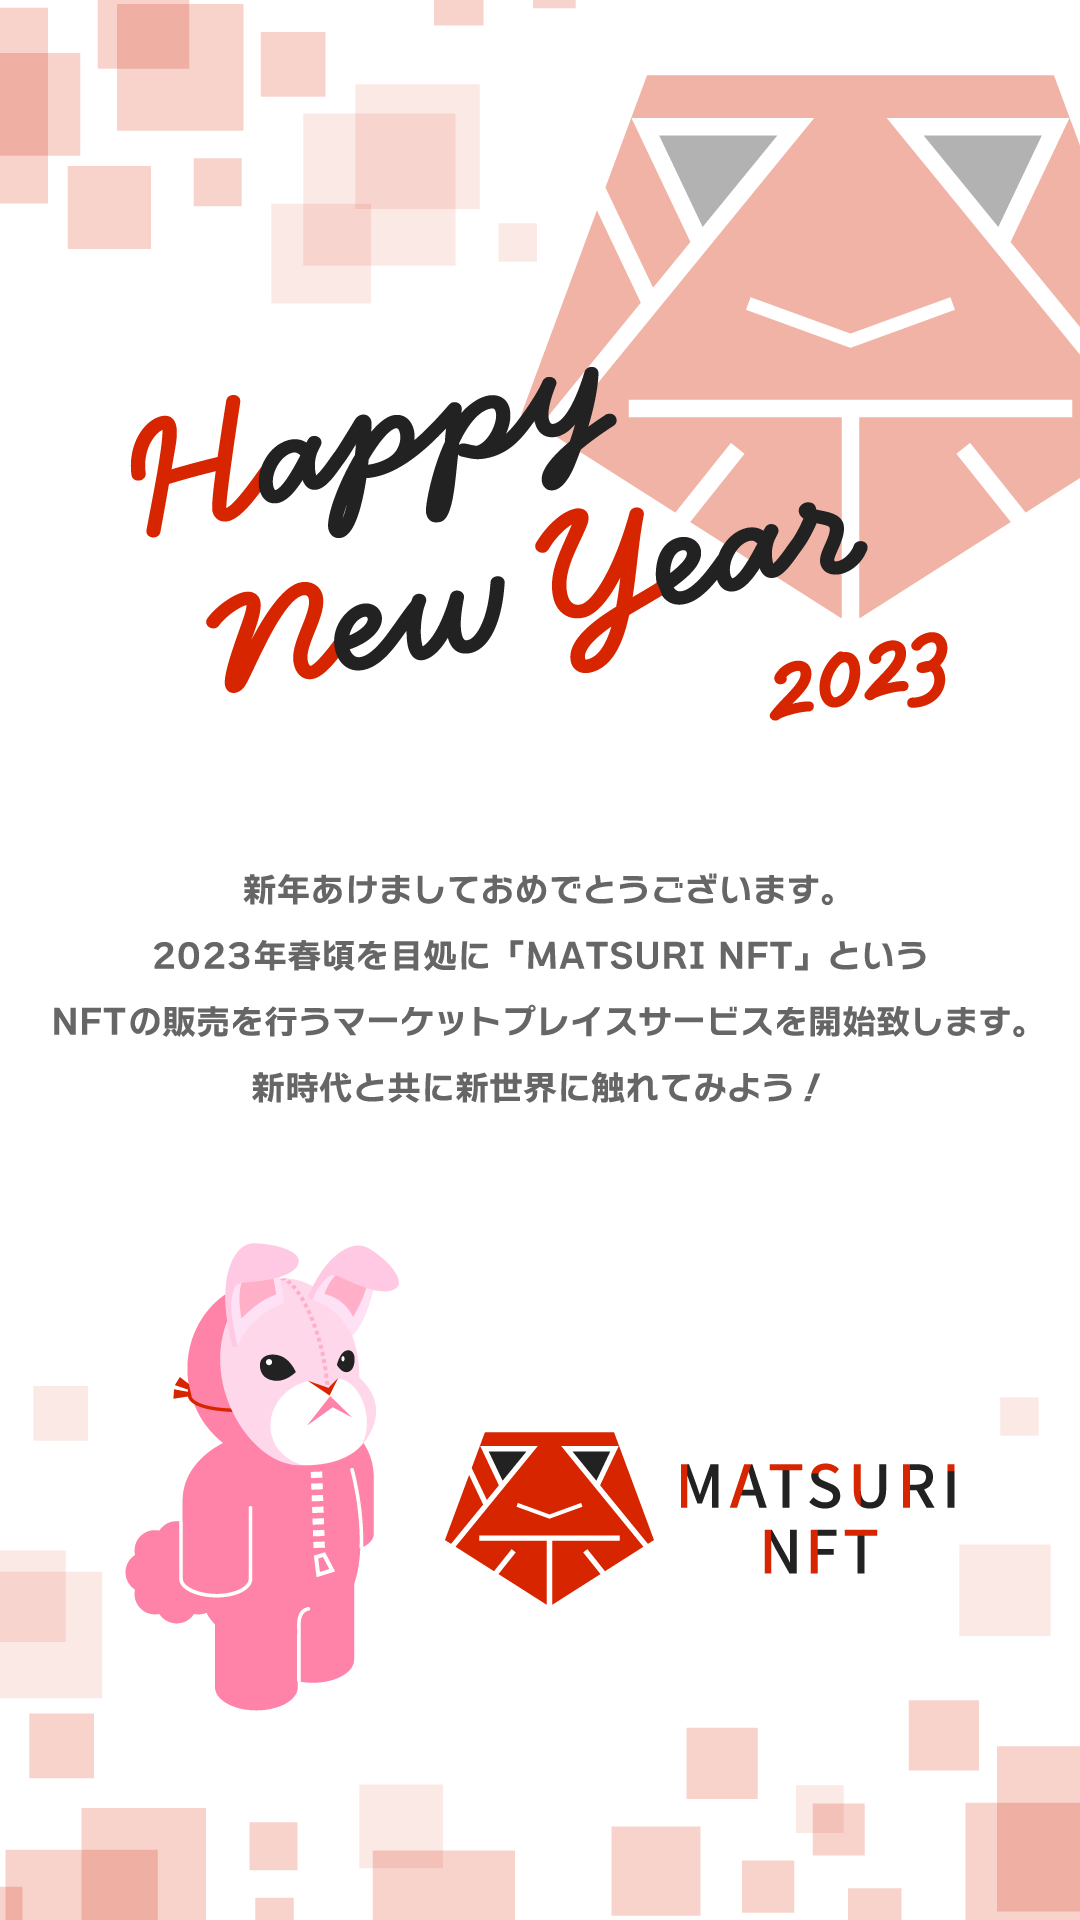 Happy
New Year
2023
新年あけましておめでとうございます。
2023年春頃を目処に「MATSURI NFT」という
NFTの販売を行うマーケットプレイスサービスを開始致します。
新時代と共に新世界に触れてみよう！
MATSURI
NFT